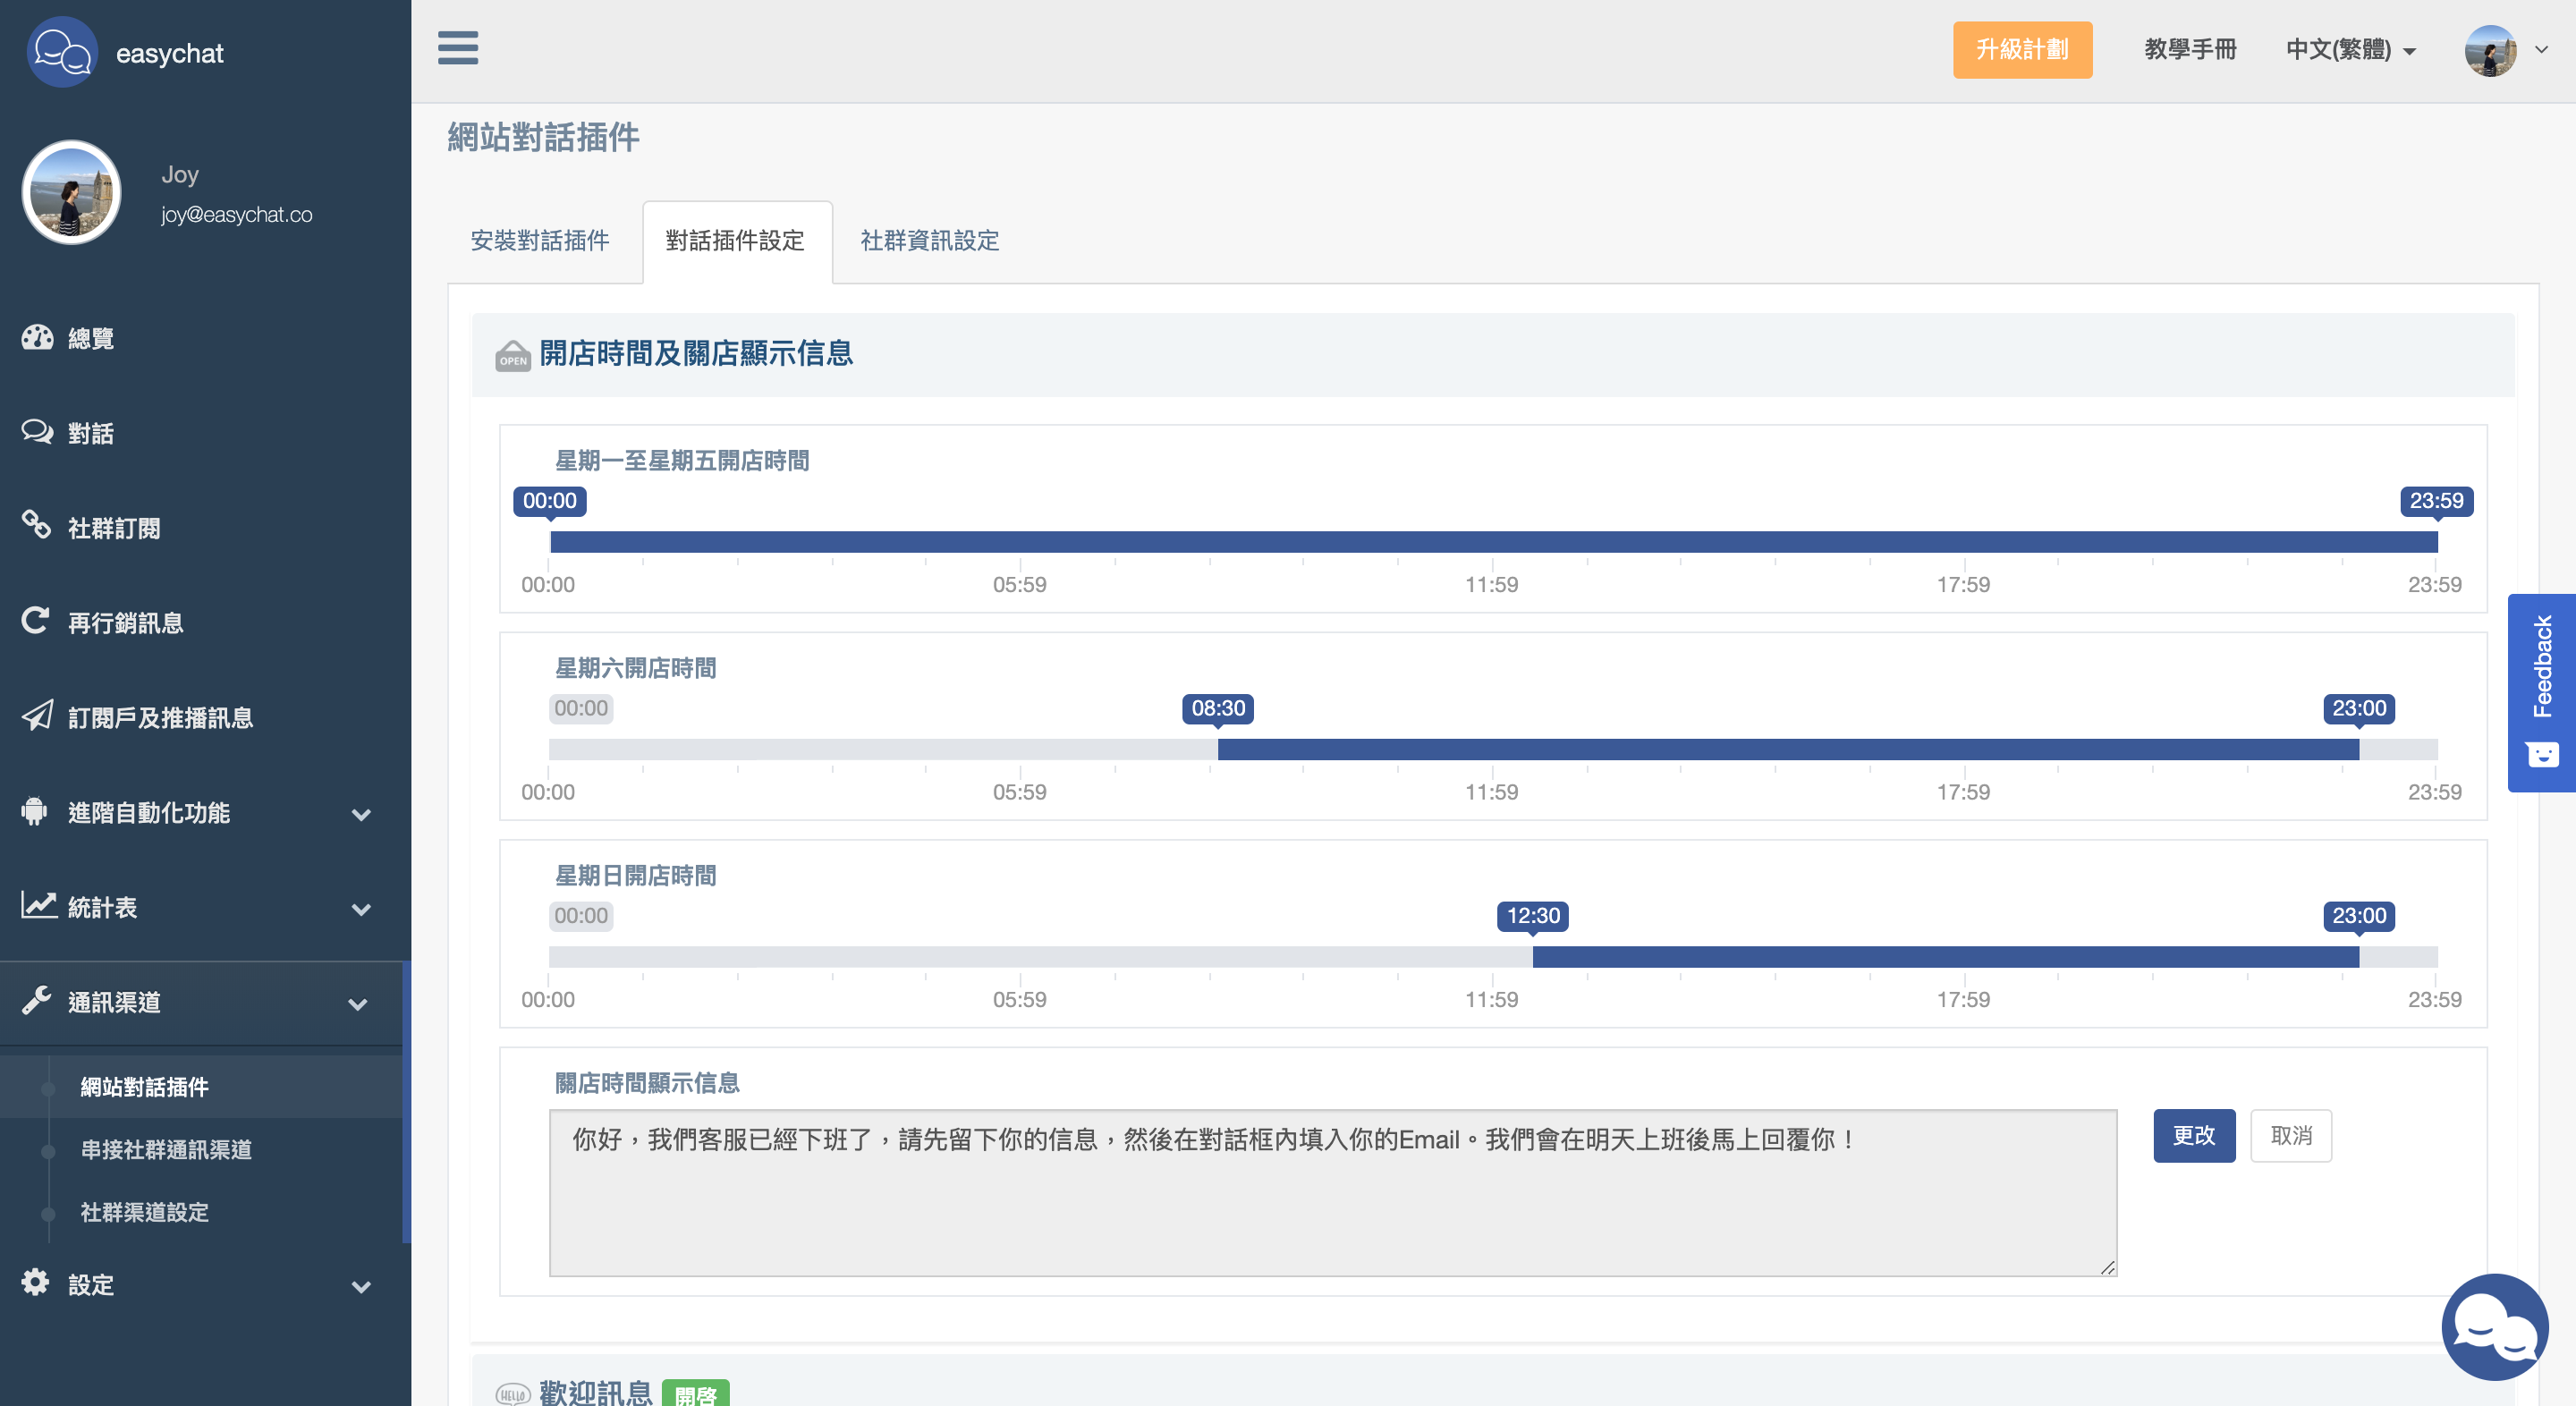 easychat
升級計劃 教學手冊 中文(繁體)
Joy
joy@easychat.co
總覽
對話
社群訂閱
再行銷訊息
訂閱戶及推播訊息
進階自動化功能
統計表
通訊渠道
網站對話插件
串接社群通訊渠道
社群渠道設定
設定
網站對話插件
安裝對話插件 對話插件設定 社群資訊設定
OPEN 開店時間及關店顯示信息
星期一至星期五開店時間
00:00 23:59
00:00 05:59 11:59 17:59 23:59
星期六開店時間
00:00 08:30 23:00
00:00 05:59 11:59 17:59 23:59
星期日開店時間
00:00 12:30 23:00
00:00 05:59 11:59 17:59 23:59
關店時間顯示信息
你好，我們客服已經下班了，請先留下你的信息，然後在對話框內填入你的Email。我們會在明天上班後馬上回覆你！
更改 取消
HELLO 歡迎訊息 開啓
Feedback